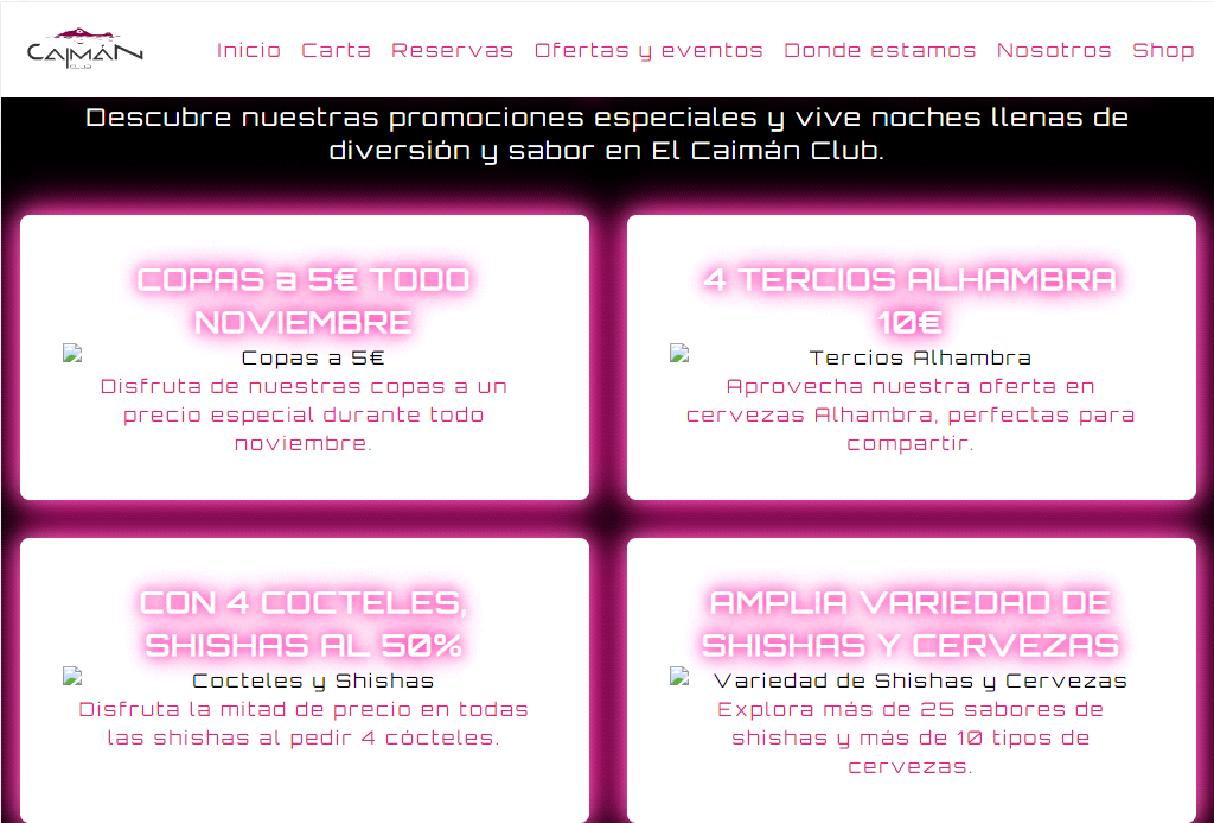 CAIMÁN
CLUB
Inicio Carta Reservas Ofertas y eventos Donde estamos Nosotros Shop
Descubre nuestras promociones especiales y vive noches llenas de
diversión y sabor en El Caimán Club.
COPAS a 5€ TODO
NOVIEMBRE
Copas a 5€
Disfruta de nuestras copas a un
precio especial durante todo
noviembre.
4 TERCIOS ALHAMBRA
10€
Tercios Alhambra
Aprovecha nuestra oferta en
cervezas Alhambra, perfectas para
compartir.
CON 4 COCTELES,
SHISHAS AL 50%
Cocteles y Shishas
Disfruta la mitad de precio en todas
las shishas al pedir 4 cócteles.
AMPLIA VARIEDAD DE
SHISHAS Y CERVEZAS
Variedad de Shishas y Cervezas
Explora más de 25 sabores de
shishas y más de 10 tipos de
cervezas.